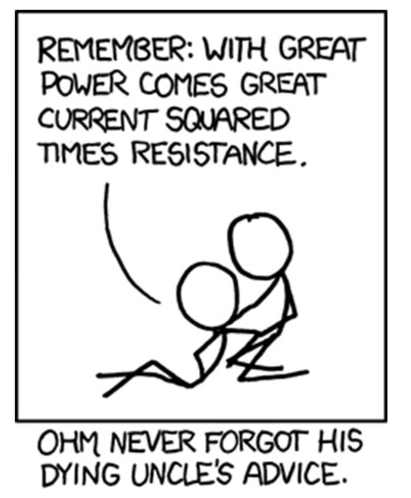 REMEMBER: WITH GREAT
POWER COMES GREAT
CURRENT SQUARED
TIMES RESISTANCE.
OHM NEVER FORGOT HIS
DYING UNCLE'S ADVICE.